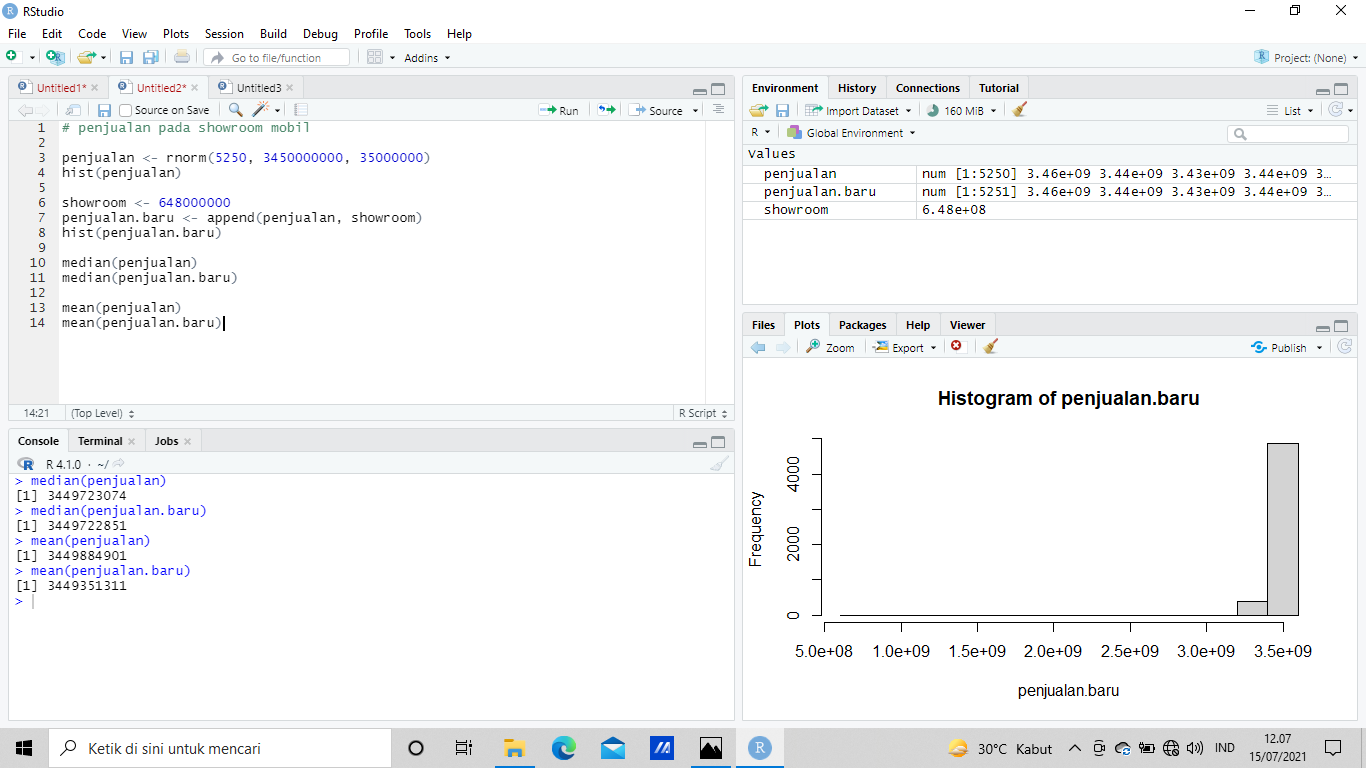 RStudio
File Edit Code View Plots Session Build Debug Profile Tools Help
Go to file/function Addins Project: (None)
Untitled1* Untitled2* Untitled3
Source on Save Run Source
1 # penjualan pada showroom mobil
2
3 penjualan <- rnorm(5250, 3450000000, 35000000)
4 hist(penjualan)
5
6 showroom <- 648000000
7 penjualan.baru <- append(penjualan, showroom)
8 hist(penjualan.baru)
9
10 median(penjualan)
11 median(penjualan.baru)
12
13 mean(penjualan)
14 mean(penjualan.baru)
14:21 (Top Level) R Script
Console Terminal Jobs
R 4.1.0 · ~/
> median(penjualan)
[1] 3449723074
> median(penjualan.baru)
[1] 3449722851
> mean(penjualan)
[1] 3449884901
> mean(penjualan.baru)
[1] 3449351311
>
Environment History Connections Tutorial
Import Dataset 160 MiB List
R Global Environment
Values
penjualan num [1:5250] 3.46e+09 3.44e+09 3.43e+09 3.44e+09 3...
penjualan.baru num [1:5251] 3.46e+09 3.44e+09 3.43e+09 3.44e+09 3...
showroom 6.48e+08
Files Plots Packages Help Viewer
Zoom Export Publish
Histogram of penjualan.baru
Frequency
4000
2000
0
5.0e+08 1.0e+09 1.5e+09 2.0e+09 2.5e+09 3.0e+09 3.5e+09
penjualan.baru
Ketik di sini untuk mencari
30°C Kabut IND
12.07
15/07/2021